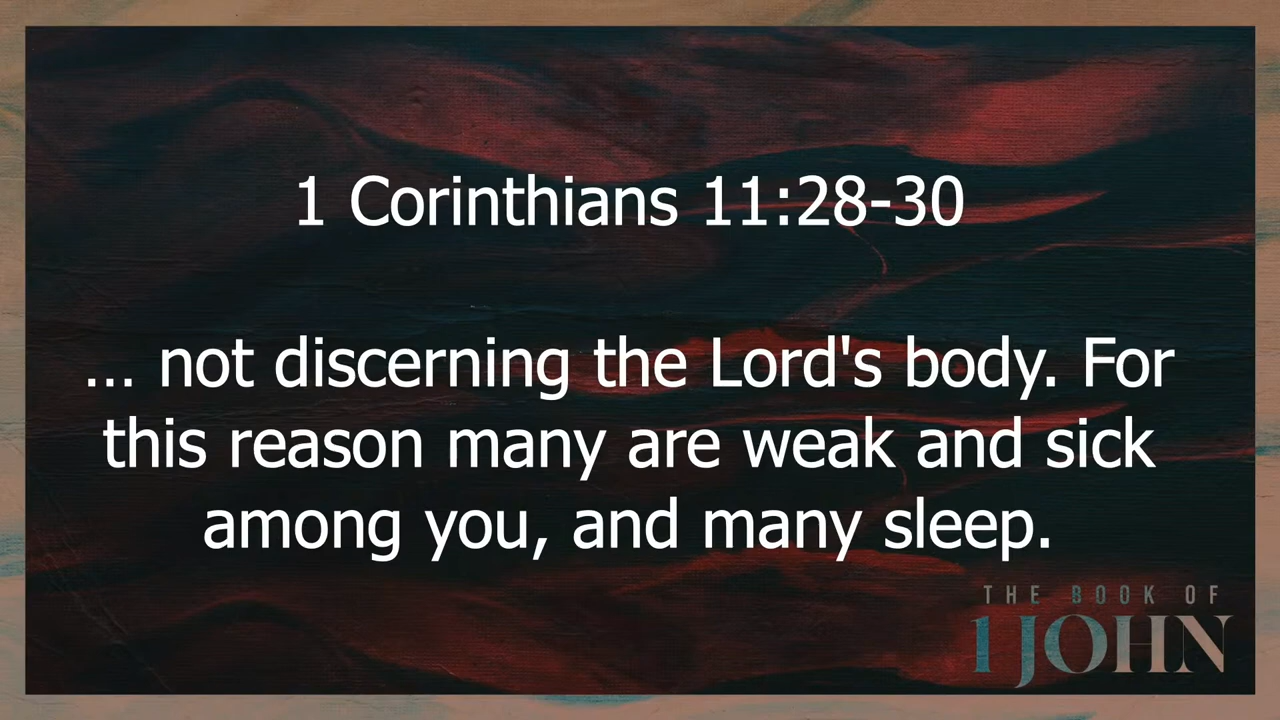 1 Corinthians 11:28-30
... not discerning the Lord's body. For
this reason many are weak and sick
among you, and many sleep.
THE BOOK OF
1 JOHN